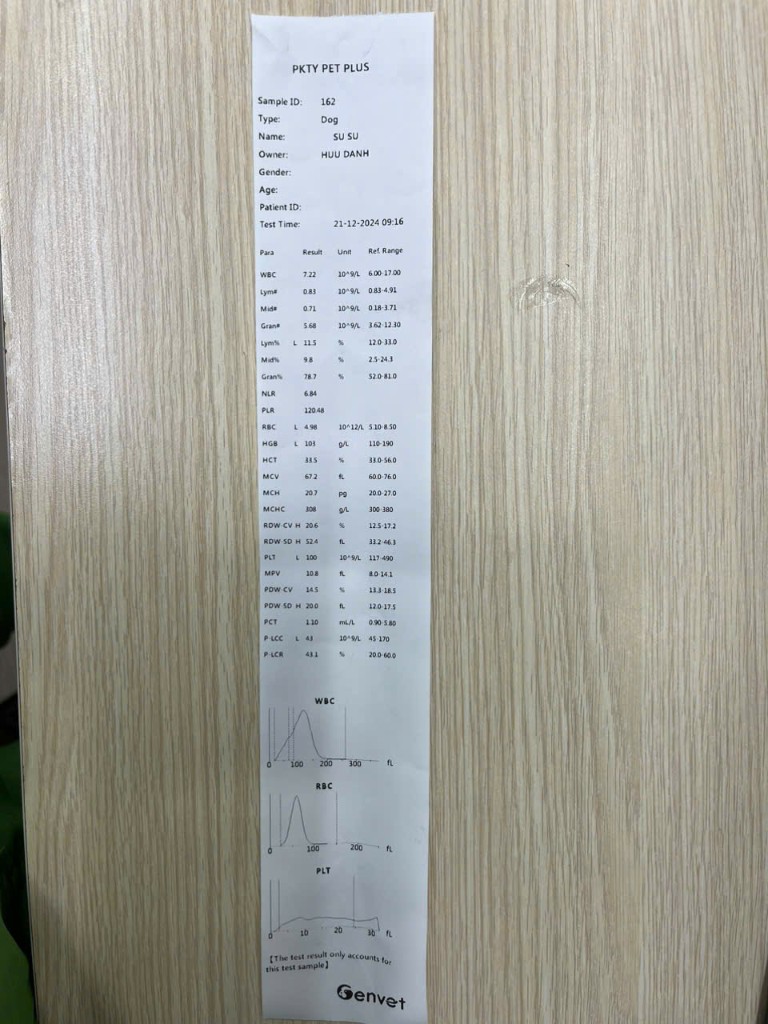 PKTY PET PLUS
Sample ID: 162
Type: Dog
Name: SU SU
Owner: HUU DANH
Gender:
Age:
Patient ID:
Test Time: 21-12-2024 09:16
Para Result Unit Ref. Range
WBC 7.22 10^9/L 6.00-17.00
Lym# 0.83 10^9/L 0.83-4.91
Mid# 0.71 10^9/L 0.18-3.71
Gran# 5.68 10^9/L 3.62-12.30
Lym% L 11.5 % 12.0-33.0
Mid% 9.8 % 2.5-24.3
Gran% 78.7 % 52.0-81.0
NLR 6.84
PLR 120.48
RBC L 4.98 10^12/L 5.10-8.50
HGB L 103 g/L 110-190
HCT 33.5 % 33.0-56.0
MCV 67.2 fL 60.0-76.0
MCH 20.7 pg 20.0-27.0
MCHC 308 g/L 300-380
RDW-CV H 20.6 % 12.5-17.2
RDW-SD H 52.4 fL 33.2-46.3
PLT L 100 10^9/L 117-490
MPV 10.8 fL 8.0-14.1
PDW-CV 14.5 % 13.3-18.5
PDW-SD H 20.0 fL 12.0-17.5
PCT 1.10 mL/L 0.90-5.80
P-LCC L 43 10^9/L 45-170
P-LCR 43.1 % 20.0-60.0
WBC
0 100 200 300 fL
RBC
0 100 200 fL
PLT
0 10 20 30 fL
【The test result only accounts for
this test sample】
Genvet